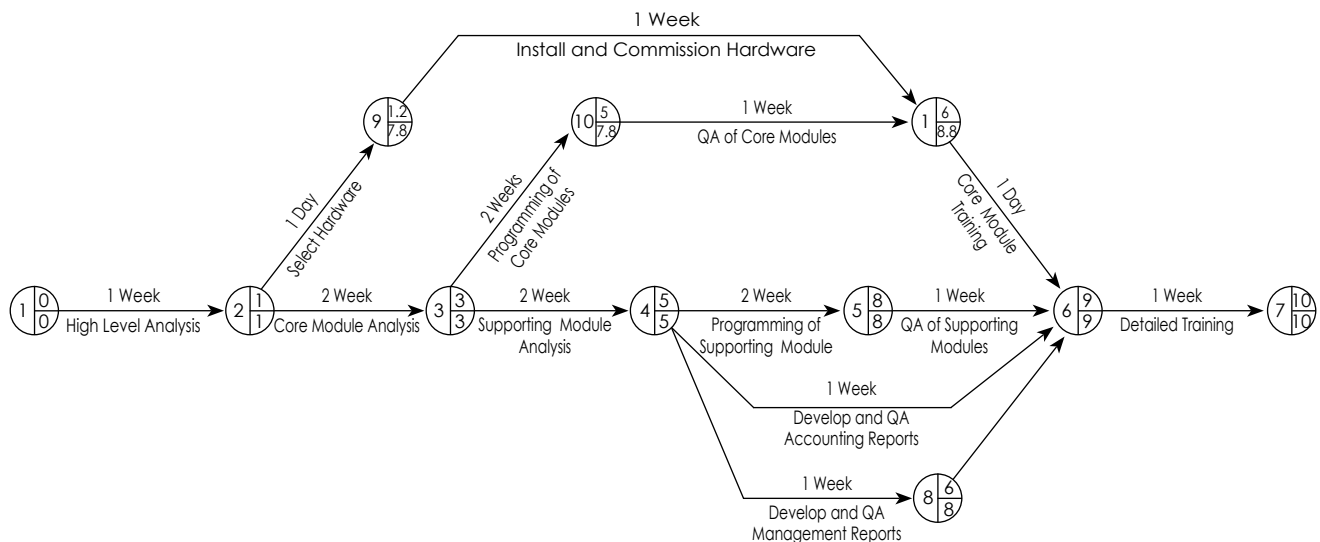 1 Week
Install and Commission Hardware
9
1.2
7.8
10
5
7.8
1 Week
QA of Core Modules
1
6
8.8
1 Day
Select Hardware
2 Weeks
Programming of
Core Modules
1 Day
Core Module
Training
1
0
0
1 Week
High Level Analysis
2
1
1
2 Week
Core Module Analysis
3
3
3
2 Week
Supporting Module
Analysis
4
5
5
2 Week
Programming of
Supporting Module
5
8
8
1 Week
QA of Supporting
Modules
6
9
9
1 Week
Detailed Training
7
10
10
1 Week
Develop and QA
Accounting Reports
1 Week
Develop and QA
Management Reports
8
6
8